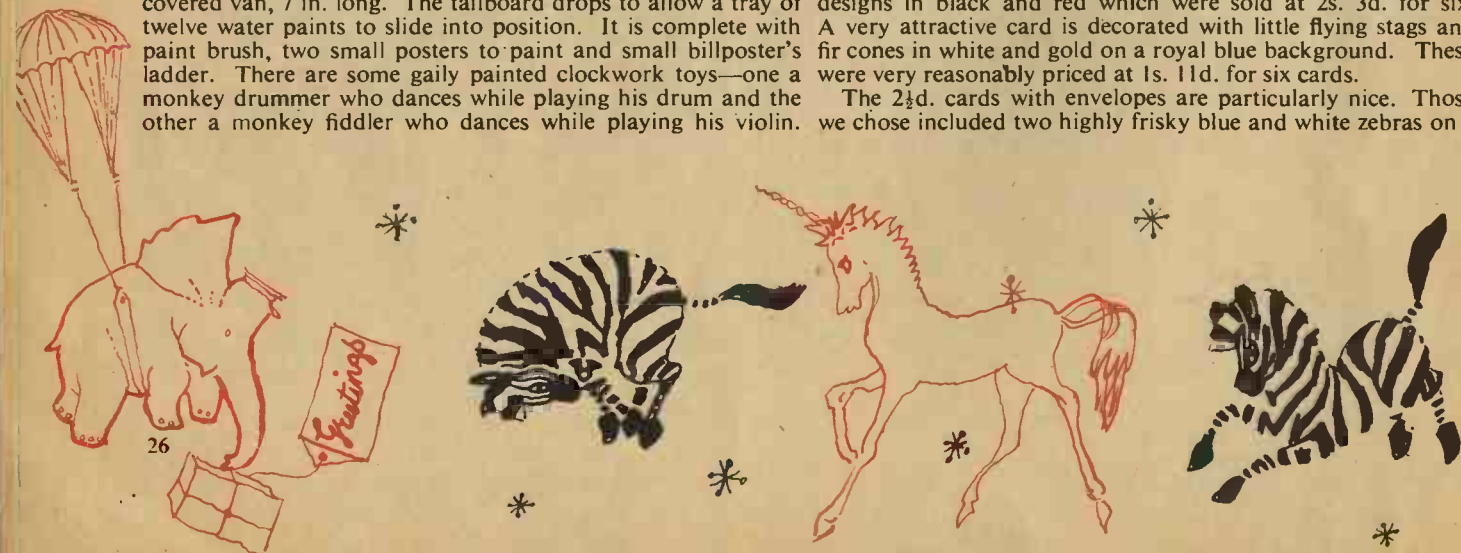 covered van, 7 in. long. The tailboard drops to allow a tray of
twelve water paints to slide into position. It is complete with
paint brush, two small posters to paint and small billposter's
ladder. There are some gaily painted clockwork toys—one a
monkey drummer who dances while playing his drum and the
other a monkey fiddler who dances while playing his violin.
designs in black and red which were sold at 2s. 3d. for six
A very attractive card is decorated with little flying stags an
fir cones in white and gold on a royal blue background. Thes
were very reasonably priced at 1s. 11d. for six cards.
The 2½d. cards with envelopes are particularly nice. Thos
we chose included two highly frisky blue and white zebras on
Greetings
26